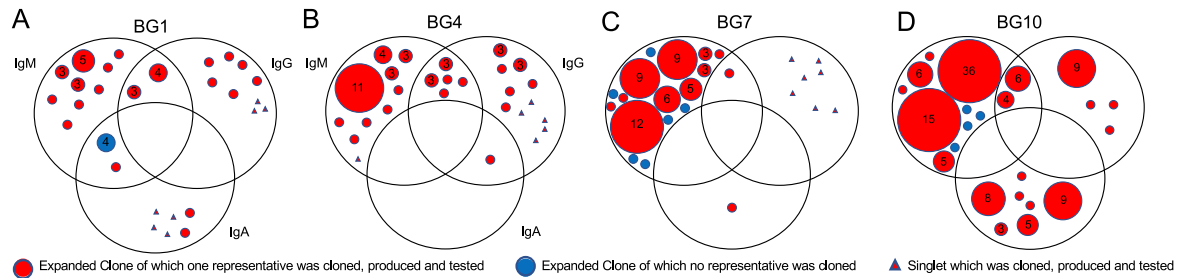 A
BG1
IgM
IgG
5
3
3
4
3
4
IgA
B
BG4
IgM
IgG
4
3
3
11
3
3
3
3
3
IgA
C
BG7
9
3
3
9
5
6
12
D
BG10
6
36
6
4
15
5
9
8
9
3
5
Expanded Clone of which one representative was cloned, produced and tested
Expanded Clone of which no representative was cloned
Singlet which was cloned, produced and tested